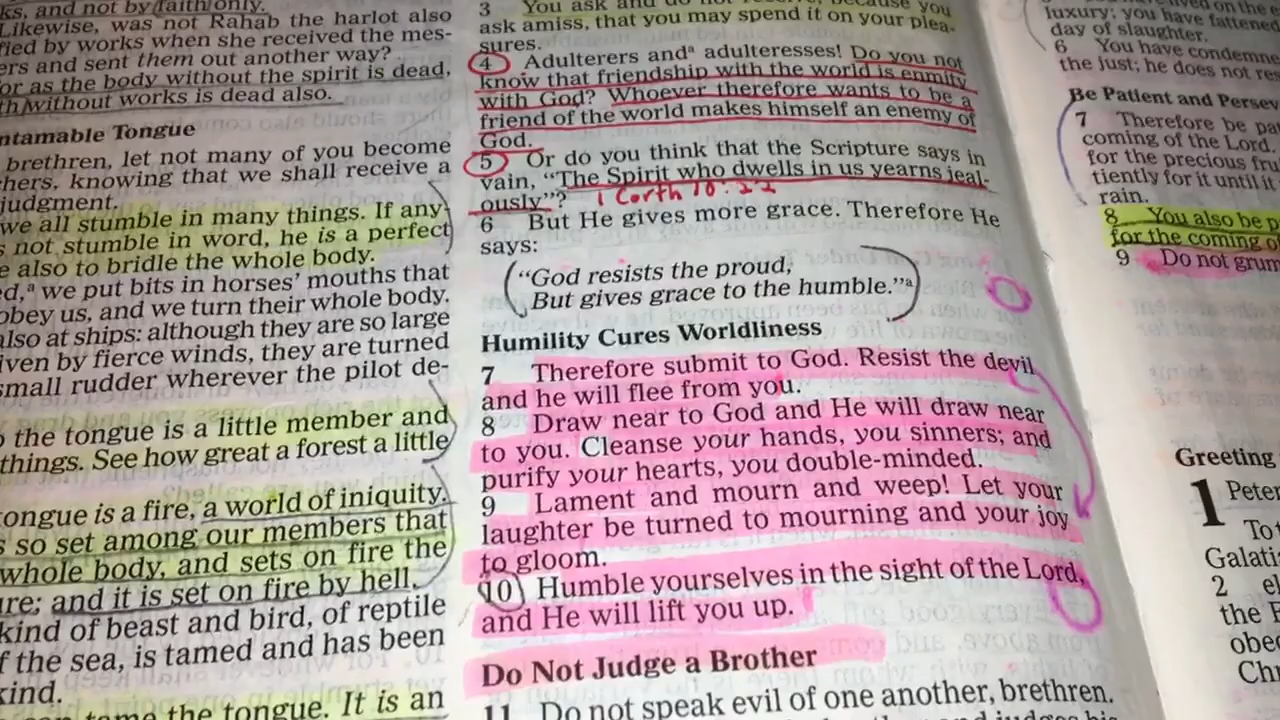 ks, and not by faith only.
Likewise, was not Rahab the harlot also
fied by works when she received the mes-
ers and sent them out another way?
or as the body without the spirit is dead,
th without works is dead also.
ntamable Tongue
brethren, let not many of you become
hers, knowing that we shall receive a
judgment.
we all stumble in many things. If any
s not stumble in word, he is a perfect
e also to bridle the whole body.
ed,a we put bits in horses' mouths that
obey us, and we turn their whole body.
also at ships: although they are so large
iven by fierce winds, they are turned
small rudder wherever the pilot de-
o the tongue is a little member and
things. See how great a forest a little
tongue is a fire, a world of iniquity.
s so set among our members that
whole body, and sets on fire the
ure; and it is set on fire by hell.
kind of beast and bird, of reptile
f the sea, is tamed and has been
kind.
tame the tongue. It is an
3 You ask and do not because you
ask amiss, that you may spend it on your plea-
sures.
4 Adulterers anda adulteresses! Do you not
know that friendship with the world is enmity
with God? Whoever therefore wants to be a
friend of the world makes himself an enemy of
God.
5 Or do you think that the Scripture says in
vain, "The Spirit who dwells in us yearns jeal-
ously"? 1 Corth 10:22
6 But He gives more grace. Therefore He
says:
"God resists the proud,
But gives grace to the humble."a
Humility Cures Worldliness
7 Therefore submit to God. Resist the devil
and he will flee from you.
8 Draw near to God and He will draw near
to you. Cleanse your hands, you sinners; and
purify your hearts, you double-minded.
9 Lament and mourn and weep! Let your
laughter be turned to mourning and your joy
to gloom.
10 Humble yourselves in the sight of the Lord,
and He will lift you up.
Do Not Judge a Brother
11 Do not speak evil of one another, brethren.
luxury; you have fattened
day of slaughter.
6 You have condemne
the just; he does not res
Be Patient and Persev
7 Therefore be pa
coming of the Lord.
for the precious fru
tiently for it until it
rain.
8 You also be p
for the coming o
9 Do not grum
Greeting
1 Peter
To
Galati
2 el
the F
obed
Chri